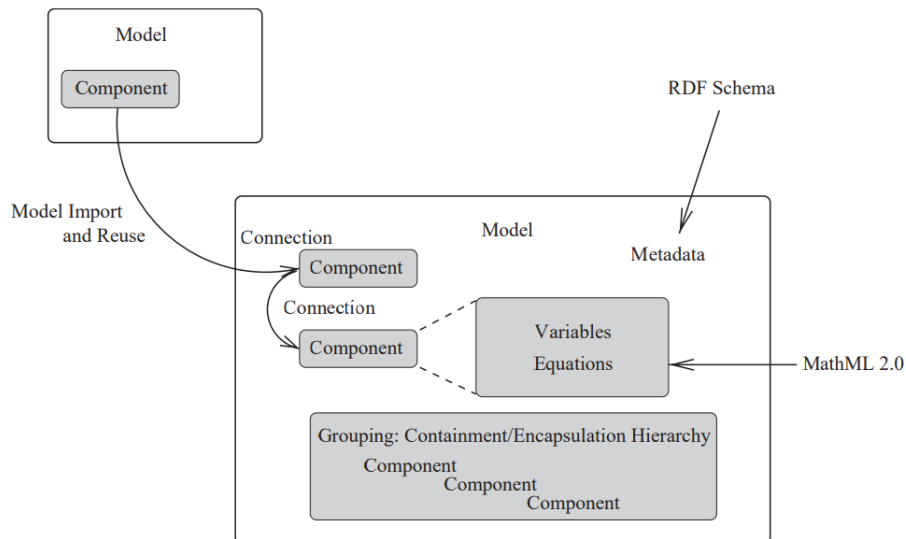 Model
Component
RDF Schema
Model Import
and Reuse
Connection
Model
Metadata
Component
Connection
Component
Variables
Equations
MathML 2.0
Grouping: Containment/Encapsulation Hierarchy
Component
Component
Component